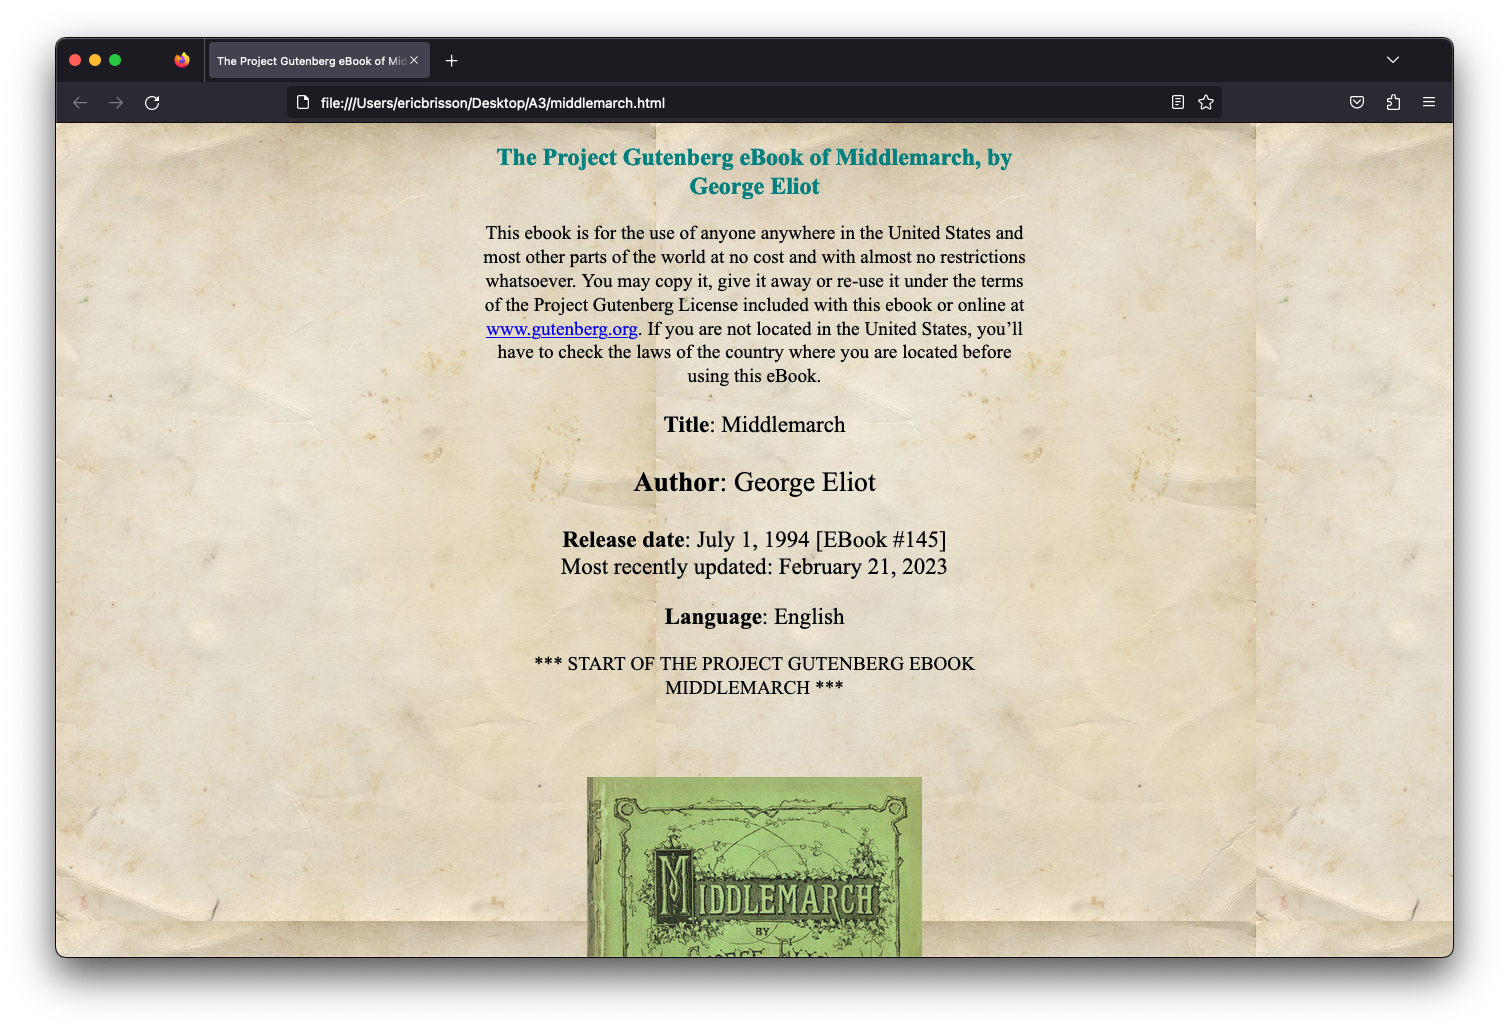 The Project Gutenberg eBook of Mid
file:///Users/ericbrisson/Desktop/A3/middlemarch.html
The Project Gutenberg eBook of Middlemarch, by
George Eliot
This ebook is for the use of anyone anywhere in the United States and
most other parts of the world at no cost and with almost no restrictions
whatsoever. You may copy it, give it away or re-use it under the terms
of the Project Gutenberg License included with this ebook or online at
www.gutenberg.org. If you are not located in the United States, you’ll
have to check the laws of the country where you are located before
using this eBook.
Title: Middlemarch
Author: George Eliot
Release date: July 1, 1994 [EBook #145]
Most recently updated: February 21, 2023
Language: English
*** START OF THE PROJECT GUTENBERG EBOOK
MIDDLEMARCH ***
MIDDLEMARCH
BY